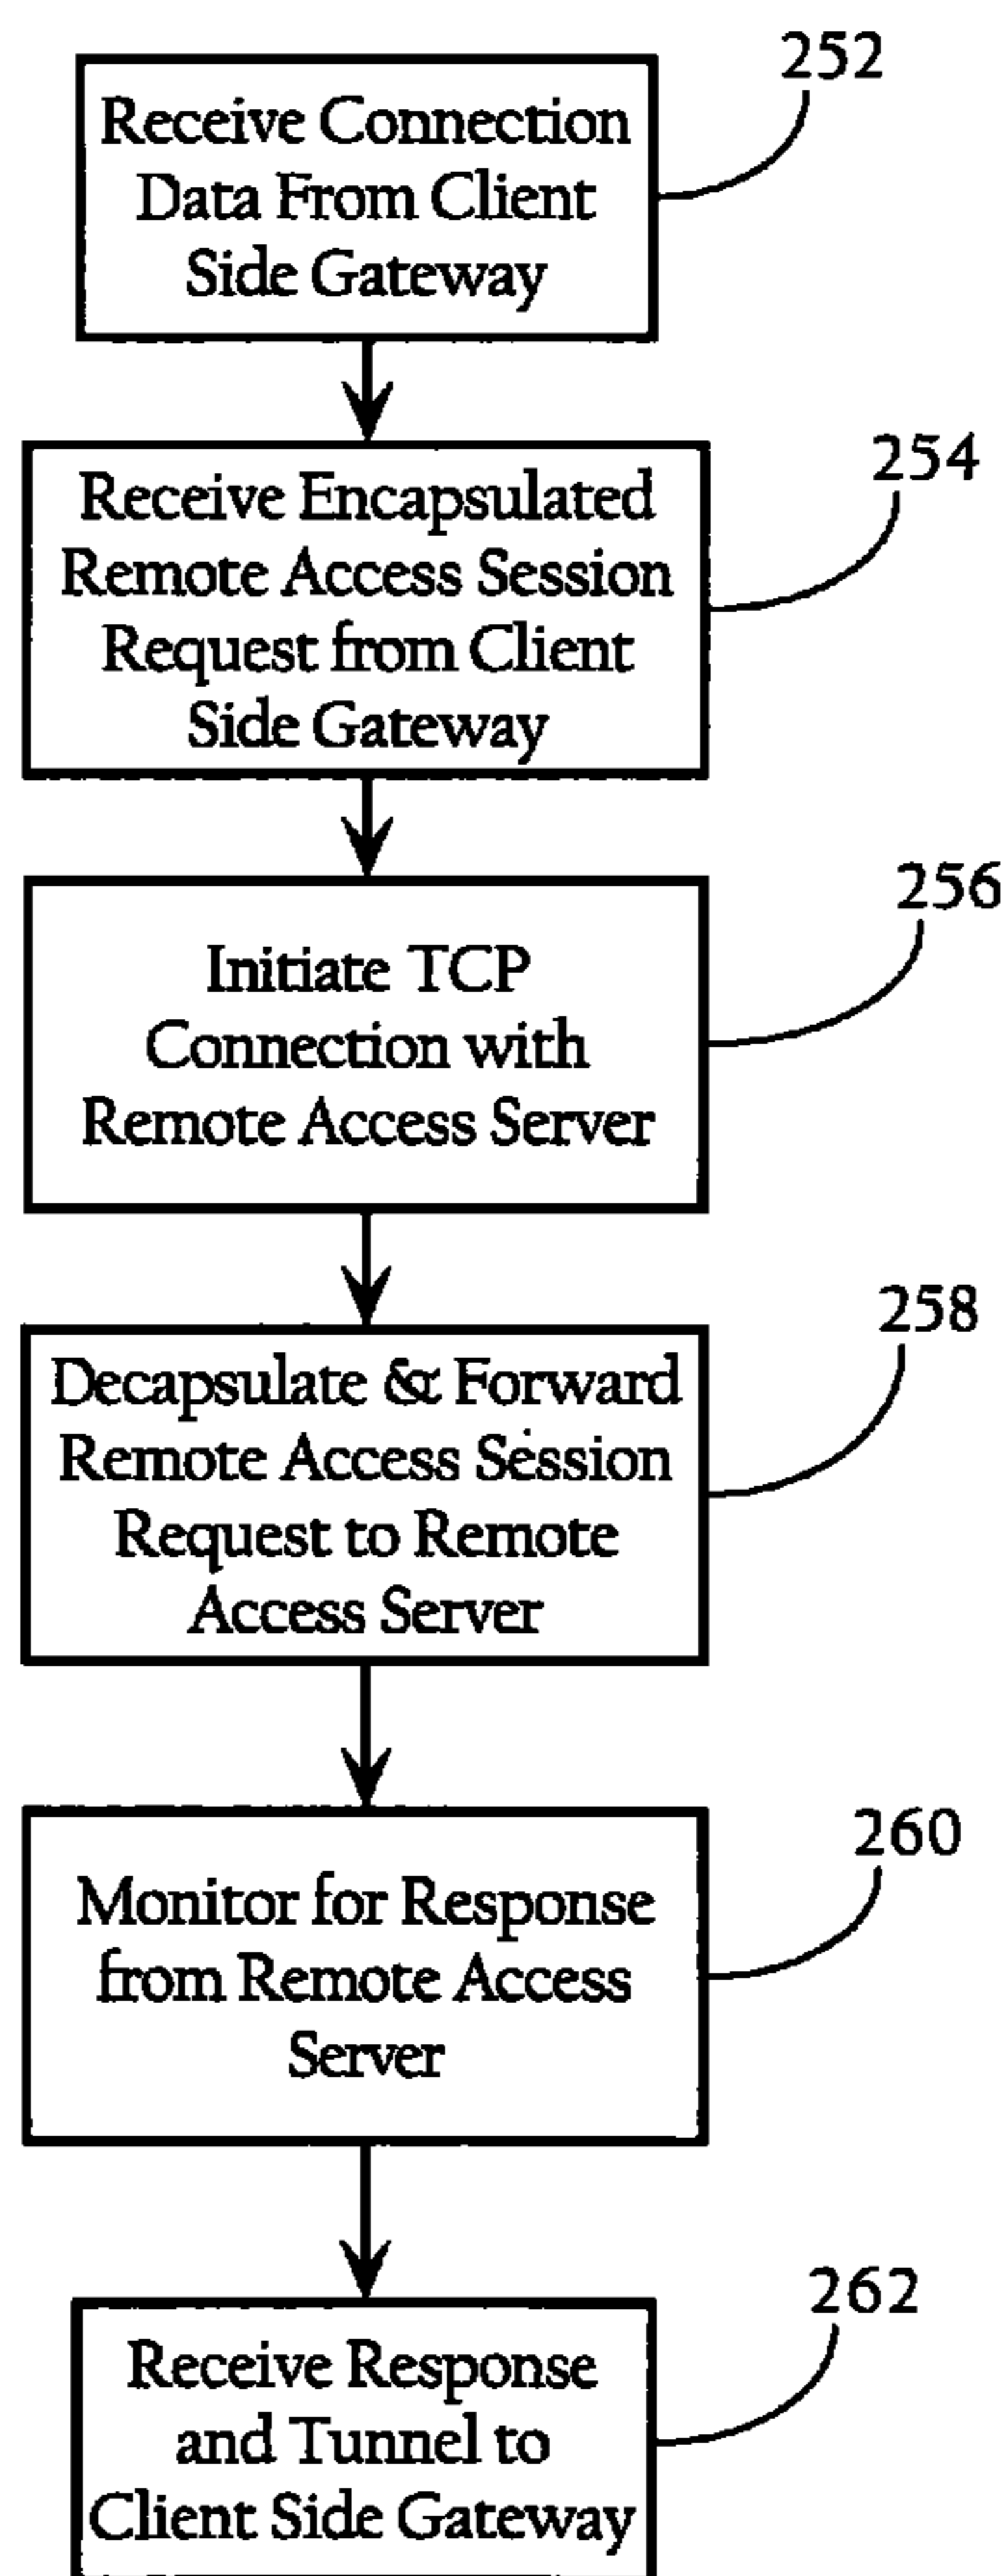 252
Receive Connection
Data From Client
Side Gateway
254
Receive Encapsulated
Remote Access Session
Request from Client
Side Gateway
256
Initiate TCP
Connection with
Remote Access Server
258
Decapsulate & Forward
Remote Access Session
Request to Remote
Access Server
260
Monitor for Response
from Remote Access
Server
262
Receive Response
and Tunnel to
Client Side Gateway